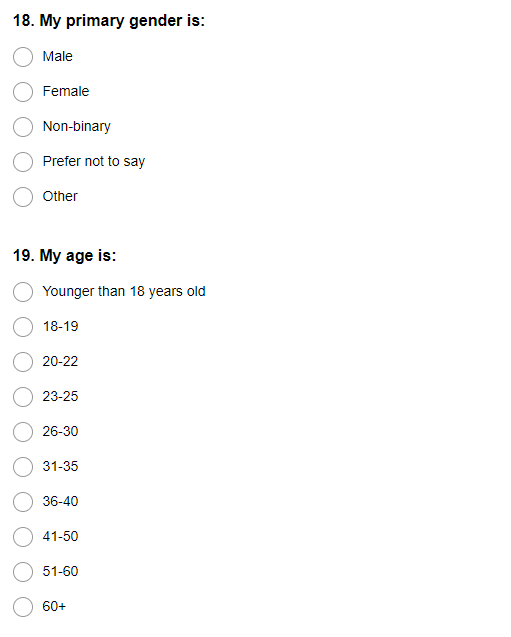 18. My primary gender is:
Male
Female
Non-binary
Prefer not to say
Other
19. My age is:
Younger than 18 years old
18-19
20-22
23-25
26-30
31-35
36-40
41-50
51-60
60+